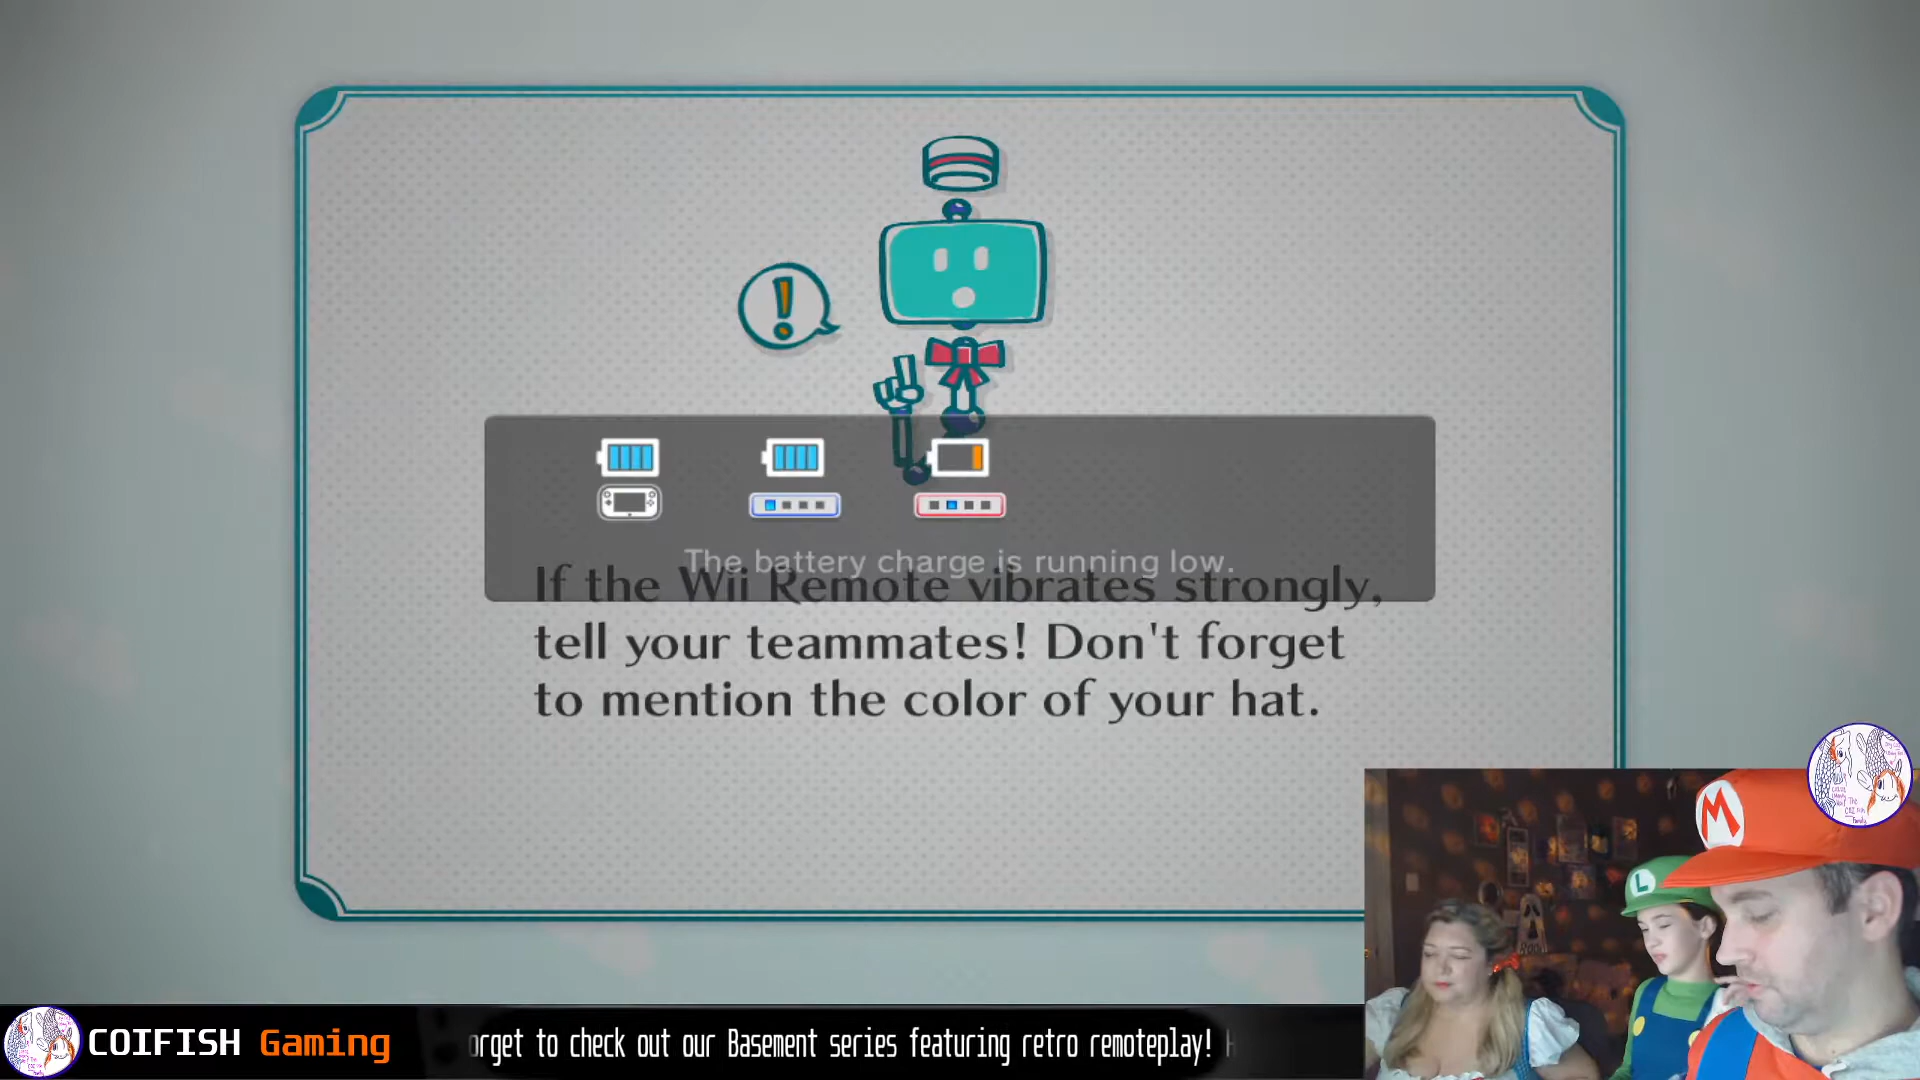 !
The battery charge is running low.
If the Wii Remote vibrates strongly,
tell your teammates! Don't forget
to mention the color of your hat.
M
L
COIFISH Gaming
orget to check out our Basement series featuring retro remoteplay!